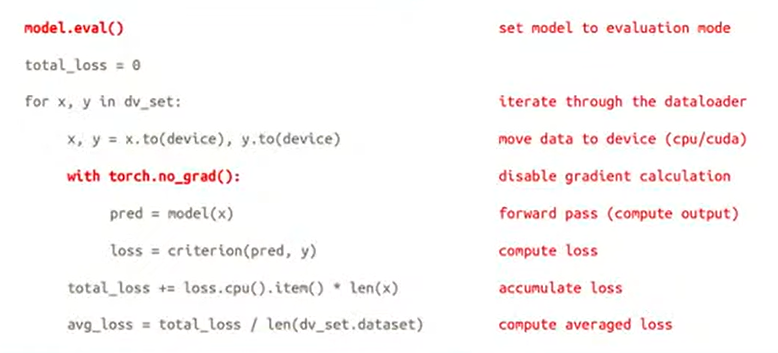 model.eval() set model to evaluation mode
total_loss = 0
for x, y in dv_set: iterate through the dataloader
x, y = x.to(device), y.to(device) move data to device (cpu/cuda)
with torch.no_grad(): disable gradient calculation
pred = model(x) forward pass (compute output)
loss = criterion(pred, y) compute loss
total_loss += loss.cpu().item() * len(x) accumulate loss
avg_loss = total_loss / len(dv_set.dataset) compute averaged loss